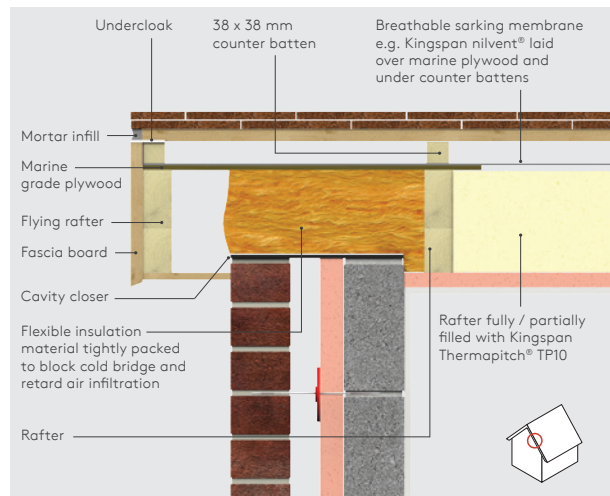 Undercloak
38 x 38 mm
counter batten
Breathable sarking membrane
e.g. Kingspan nilvent® laid
over marine plywood and
under counter battens
Mortar infill
Marine
grade plywood
Flying rafter
Fascia board
Cavity closer
Flexible insulation
material tightly packed
to block cold bridge and
retard air infiltration
Rafter
Rafter fully / partially
filled with Kingspan
Thermapitch® TP10